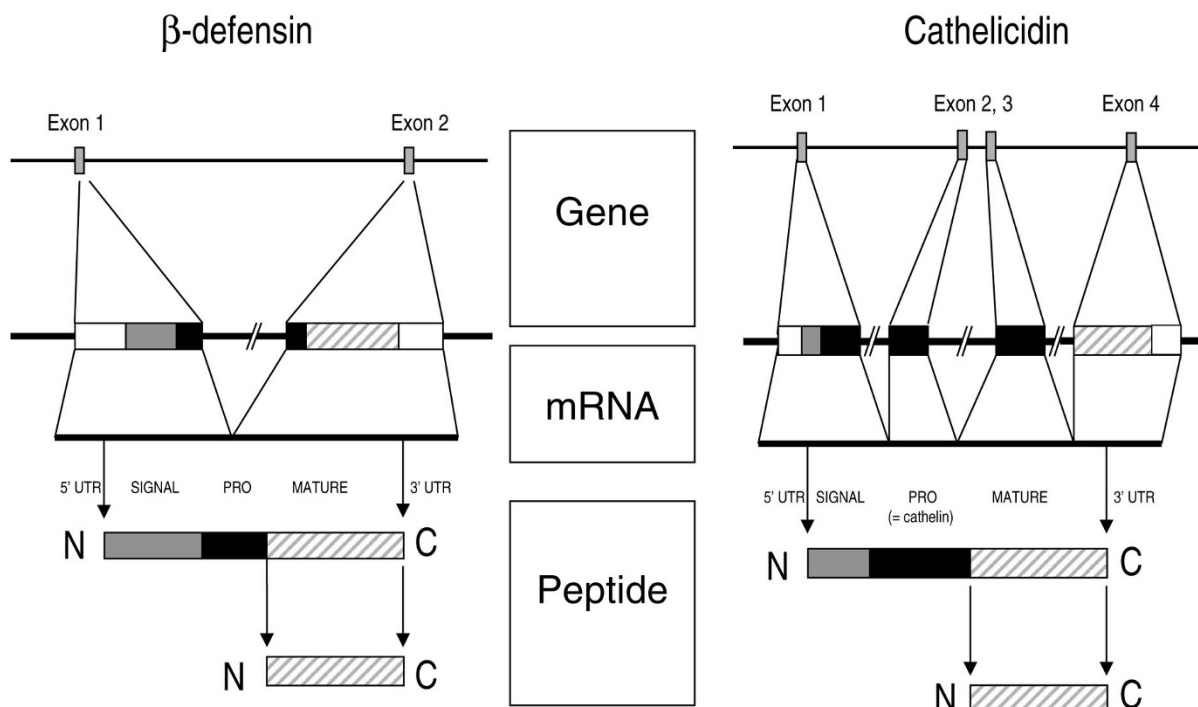 β-defensin
Cathelicidin
Exon 1
Exon 2
Exon 1
Exon 2, 3
Exon 4
Gene
mRNA
Peptide
5’ UTR SIGNAL PRO MATURE 3’ UTR
N C
N C
5’ UTR SIGNAL PRO MATURE 3’ UTR
(= cathelin)
N C
N C